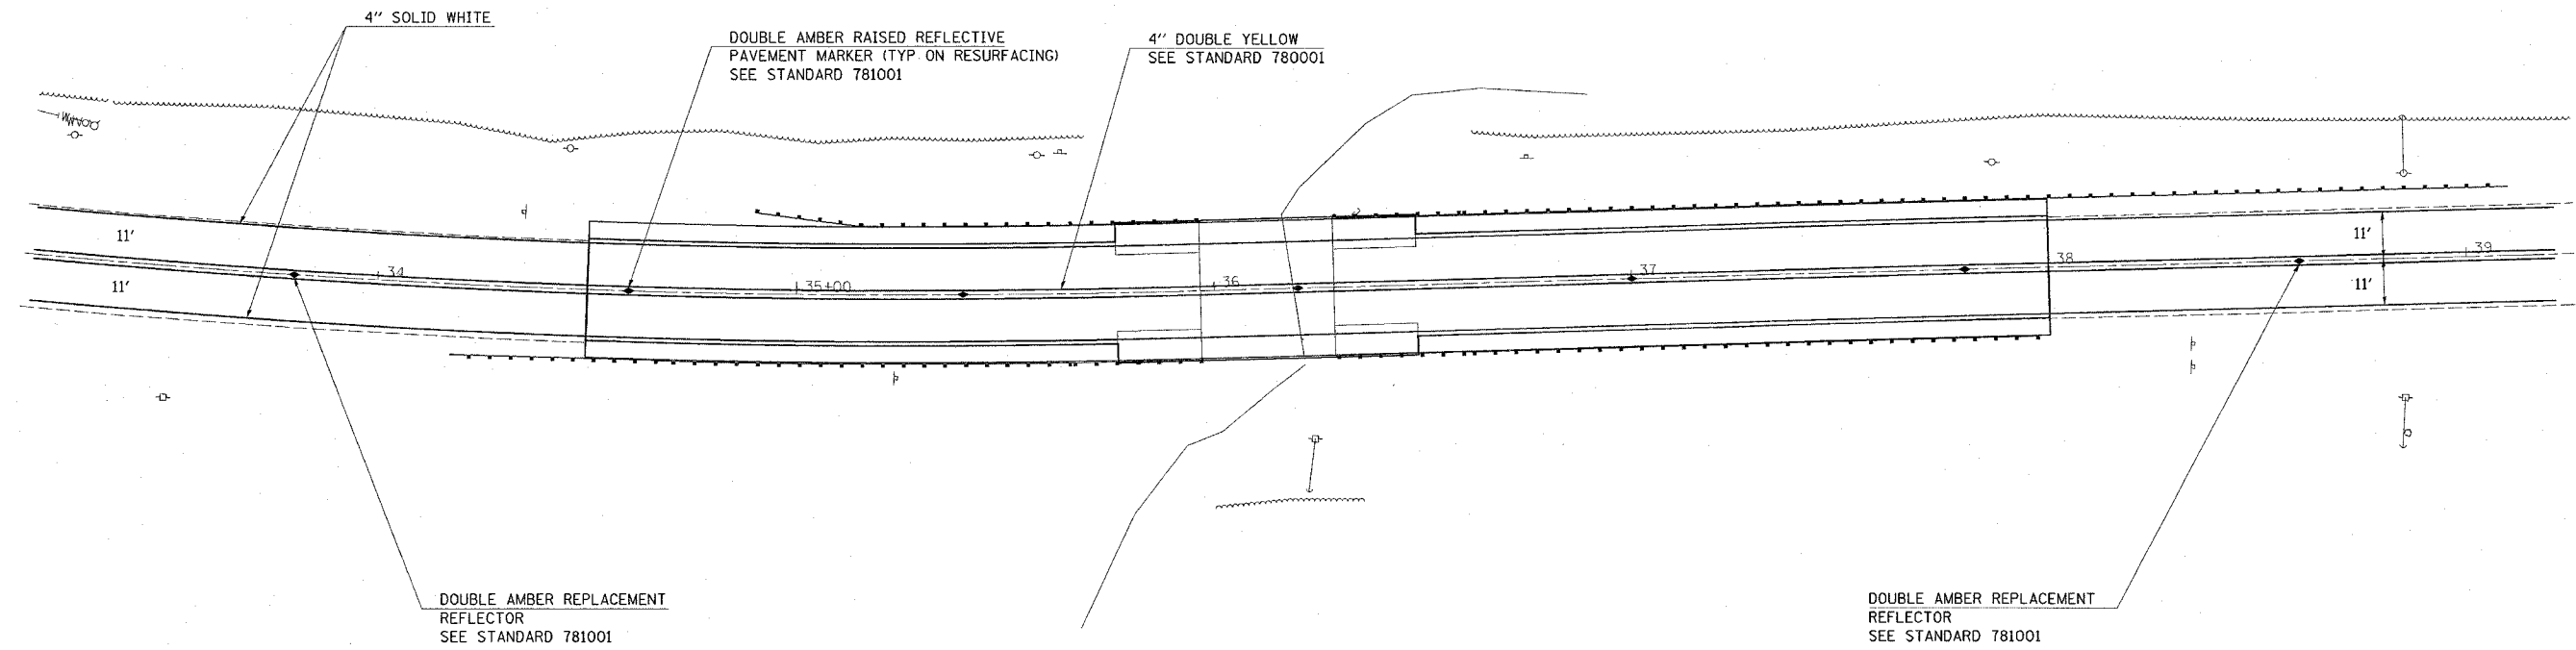 4" SOLID WHITE
DOUBLE AMBER RAISED REFLECTIVE
PAVEMENT MARKER (TYP. ON RESURFACING)
SEE STANDARD 781001
4" DOUBLE YELLOW
SEE STANDARD 780001
11'
11'
34
35+00
36
37
38
39
11'
11'
DOUBLE AMBER REPLACEMENT
REFLECTOR
SEE STANDARD 781001
DOUBLE AMBER REPLACEMENT
REFLECTOR
SEE STANDARD 781001